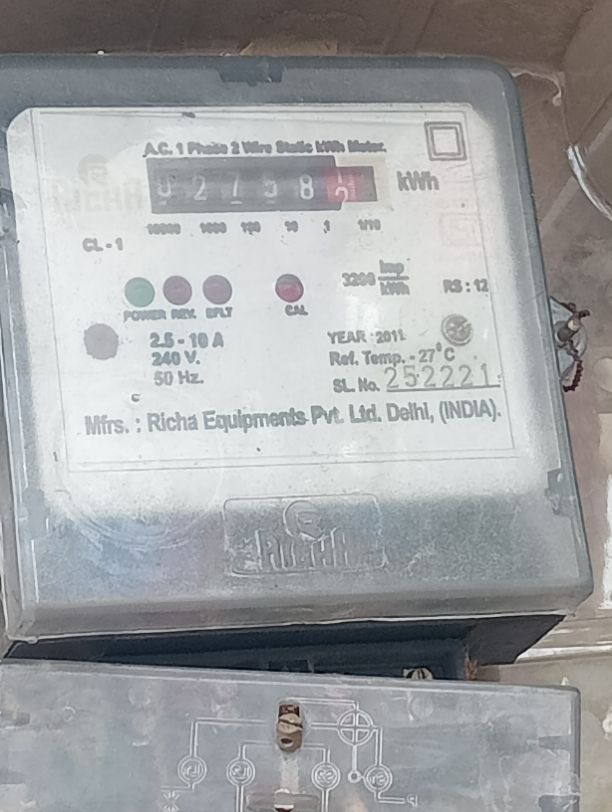 A.C. 1 Phase 2 Wire Static kWh Meter.
RICHA
kWh
10000 1000 100 10 1 1/10
CL - 1
3200 Imp/kWh
RS : 12
POWER REV. EFLT CAL
2.5 - 10 A
240 V.
50 Hz.
YEAR 2011
Ref. Temp. - 27°C
SL. No. 252221
Mfrs. : Richa Equipments Pvt. Ltd. Delhi, (INDIA).
RICHA